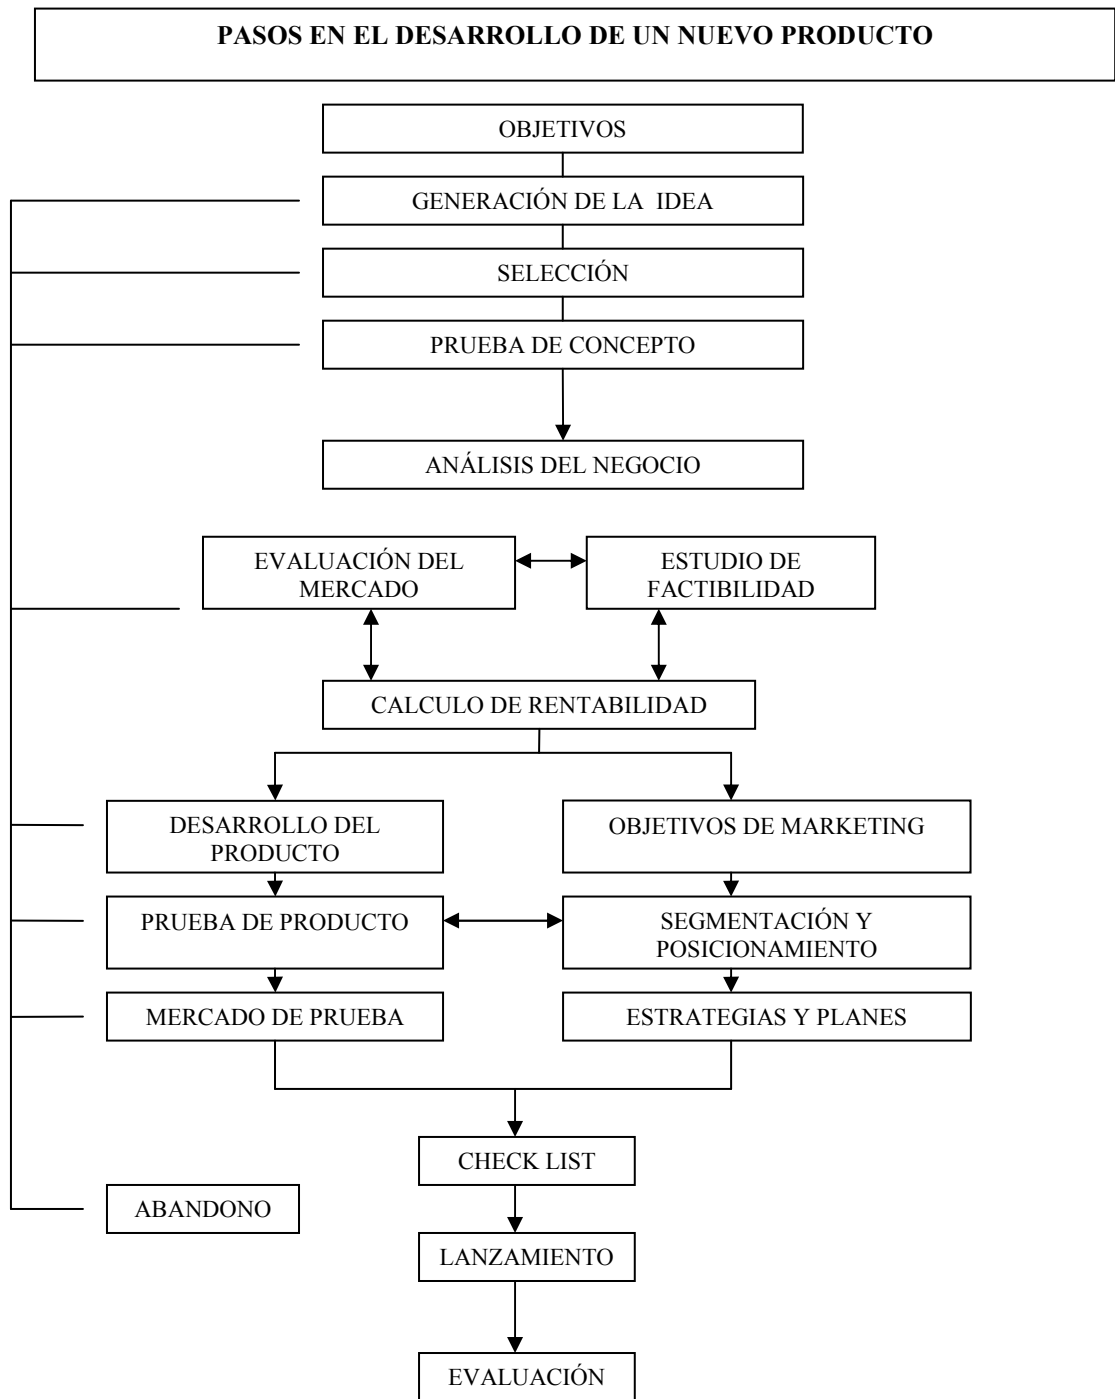 PASOS EN EL DESARROLLO DE UN NUEVO PRODUCTO
OBJETIVOS
GENERACIÓN DE LA IDEA
SELECCIÓN
PRUEBA DE CONCEPTO
ANÁLISIS DEL NEGOCIO
EVALUACIÓN DEL
MERCADO
ESTUDIO DE
FACTIBILIDAD
CALCULO DE RENTABILIDAD
DESARROLLO DEL
PRODUCTO
OBJETIVOS DE MARKETING
PRUEBA DE PRODUCTO
SEGMENTACIÓN Y
POSICIONAMIENTO
MERCADO DE PRUEBA
ESTRATEGIAS Y PLANES
CHECK LIST
ABANDONO
LANZAMIENTO
EVALUACIÓN